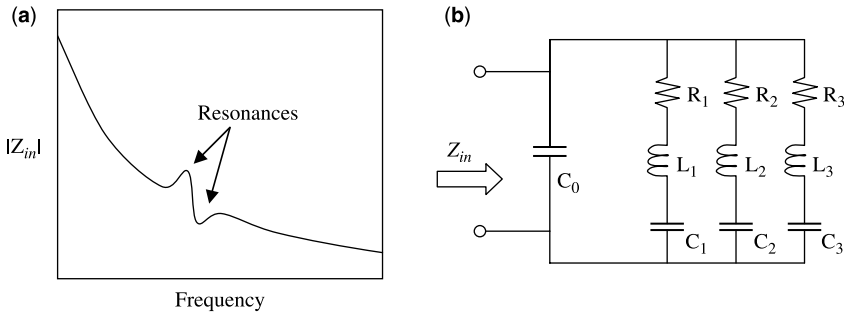 (a)
|Z_in|
Resonances
Frequency
(b)
Z_in
C_0
R_1
R_2
R_3
L_1
L_2
L_3
C_1
C_2
C_3